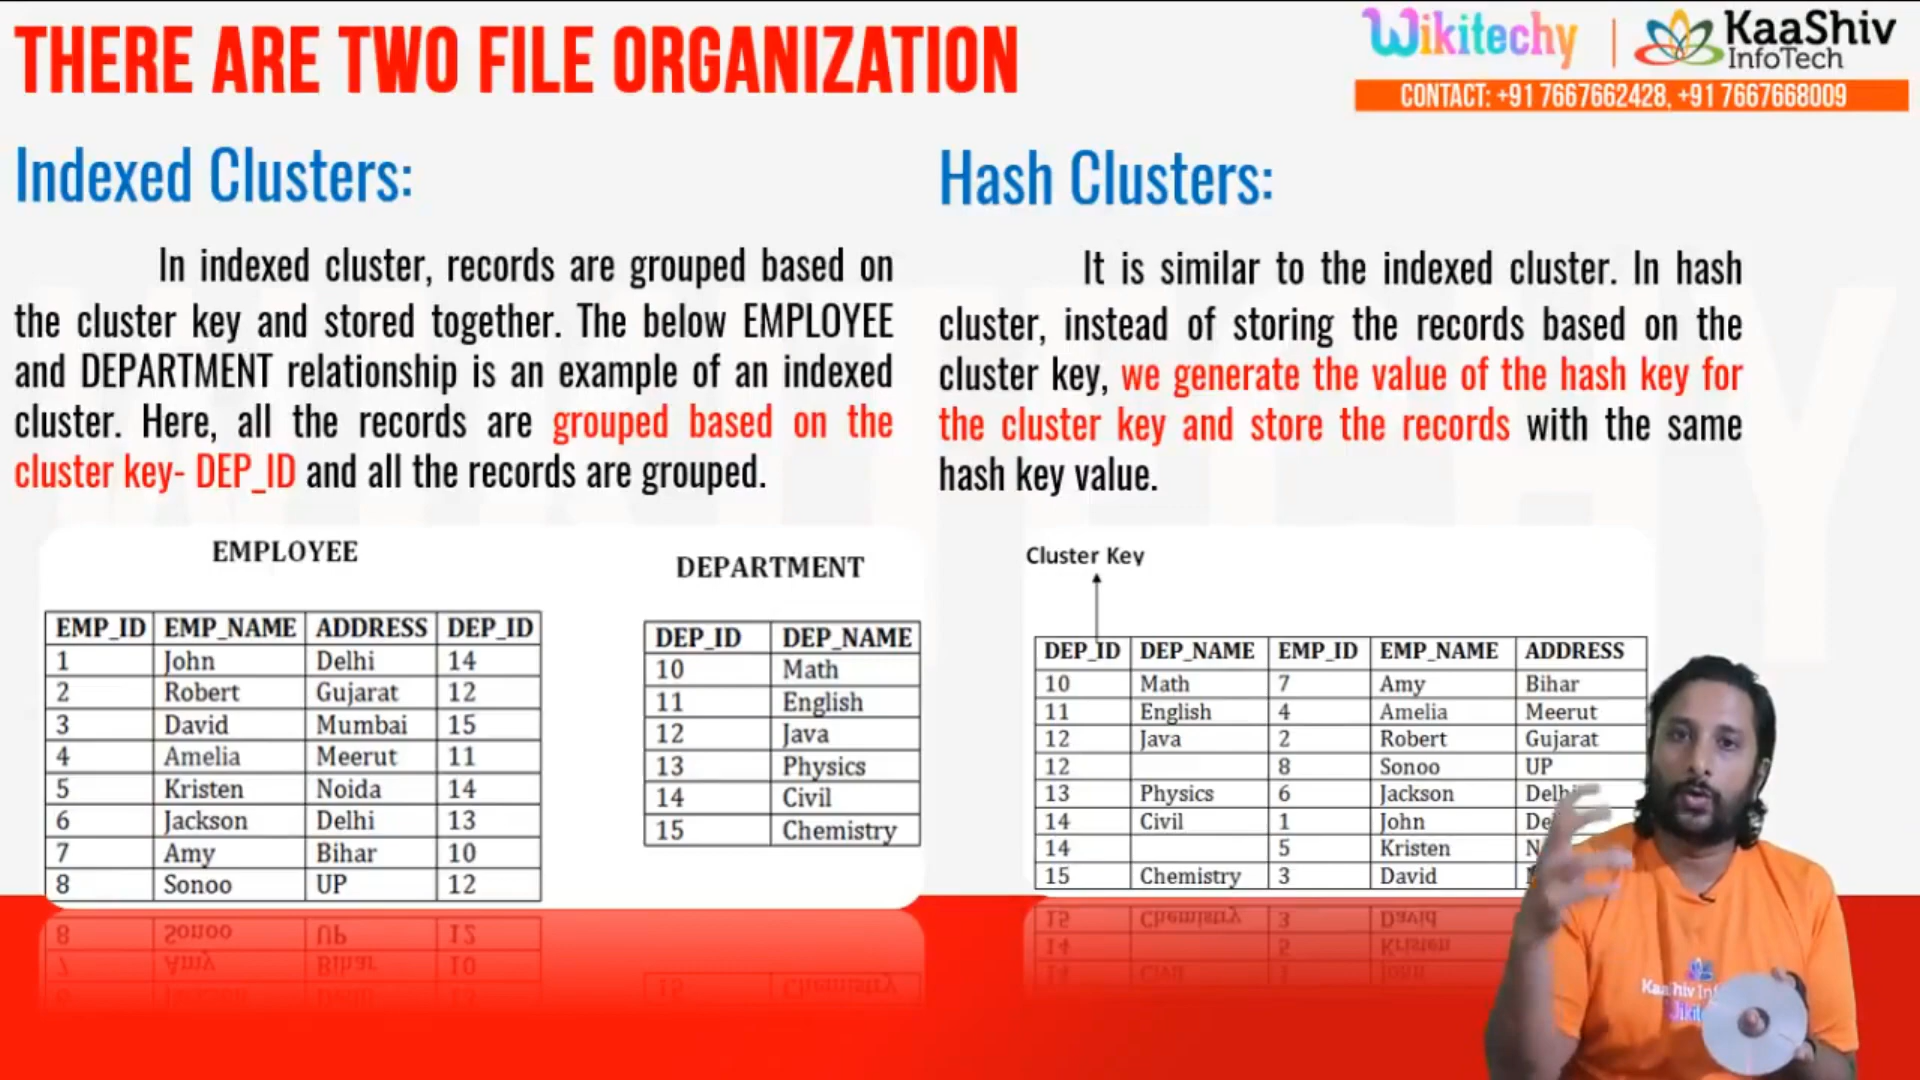 THERE ARE TWO FILE ORGANIZATION
Wikitechy | KaaShiv
InfoTech
CONTACT: +91 7667662428, +91 7667668009
Indexed Clusters:
In indexed cluster, records are grouped based on
the cluster key and stored together. The below EMPLOYEE
and DEPARTMENT relationship is an example of an indexed
cluster. Here, all the records are grouped based on the
cluster key- DEP_ID and all the records are grouped.
EMPLOYEE
EMP_ID EMP_NAME ADDRESS DEP_ID
1 John Delhi 14
2 Robert Gujarat 12
3 David Mumbai 15
4 Amelia Meerut 11
5 Kristen Noida 14
6 Jackson Delhi 13
7 Amy Bihar 10
8 Sonoo UP 12
DEPARTMENT
DEP_ID DEP_NAME
10 Math
11 English
12 Java
13 Physics
14 Civil
15 Chemistry
Hash Clusters:
It is similar to the indexed cluster. In hash
cluster, instead of storing the records based on the
cluster key, we generate the value of the hash key for
the cluster key and store the records with the same
hash key value.
Cluster Key
DEP_ID DEP_NAME EMP_ID EMP_NAME ADDRESS
10 Math 7 Amy Bihar
11 English 4 Amelia Meerut
12 Java 2 Robert Gujarat
12 8 Sonoo UP
13 Physics 6 Jackson Delhi
14 Civil 1 John
14 5 Kristen
15 Chemistry 3 David